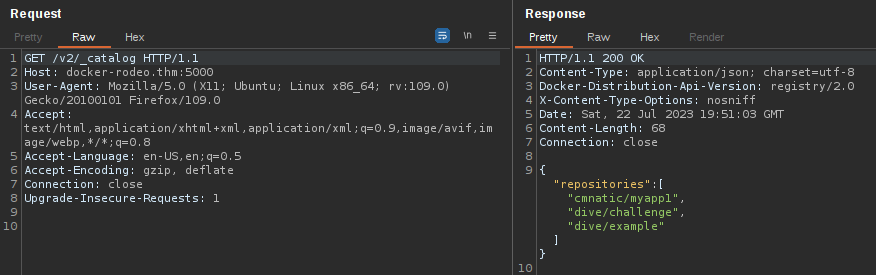 Request
Pretty Raw Hex
\n
1 GET /v2/_catalog HTTP/1.1
2 Host: docker-rodeo.thm:5000
3 User-Agent: Mozilla/5.0 (X11; Ubuntu; Linux x86_64; rv:109.0)
Gecko/20100101 Firefox/109.0
4 Accept:
text/html,application/xhtml+xml,application/xml;q=0.9,image/avif,im
age/webp,*/*;q=0.8
5 Accept-Language: en-US,en;q=0.5
6 Accept-Encoding: gzip, deflate
7 Connection: close
8 Upgrade-Insecure-Requests: 1
9
10
Response
Pretty Raw Hex Render
1 HTTP/1.1 200 OK
2 Content-Type: application/json; charset=utf-8
3 Docker-Distribution-Api-Version: registry/2.0
4 X-Content-Type-Options: nosniff
5 Date: Sat, 22 Jul 2023 19:51:03 GMT
6 Content-Length: 68
7 Connection: close
8
9 {
"repositories":[
"cmnatic/myapp1",
"dive/challenge",
"dive/example"
]
}
10